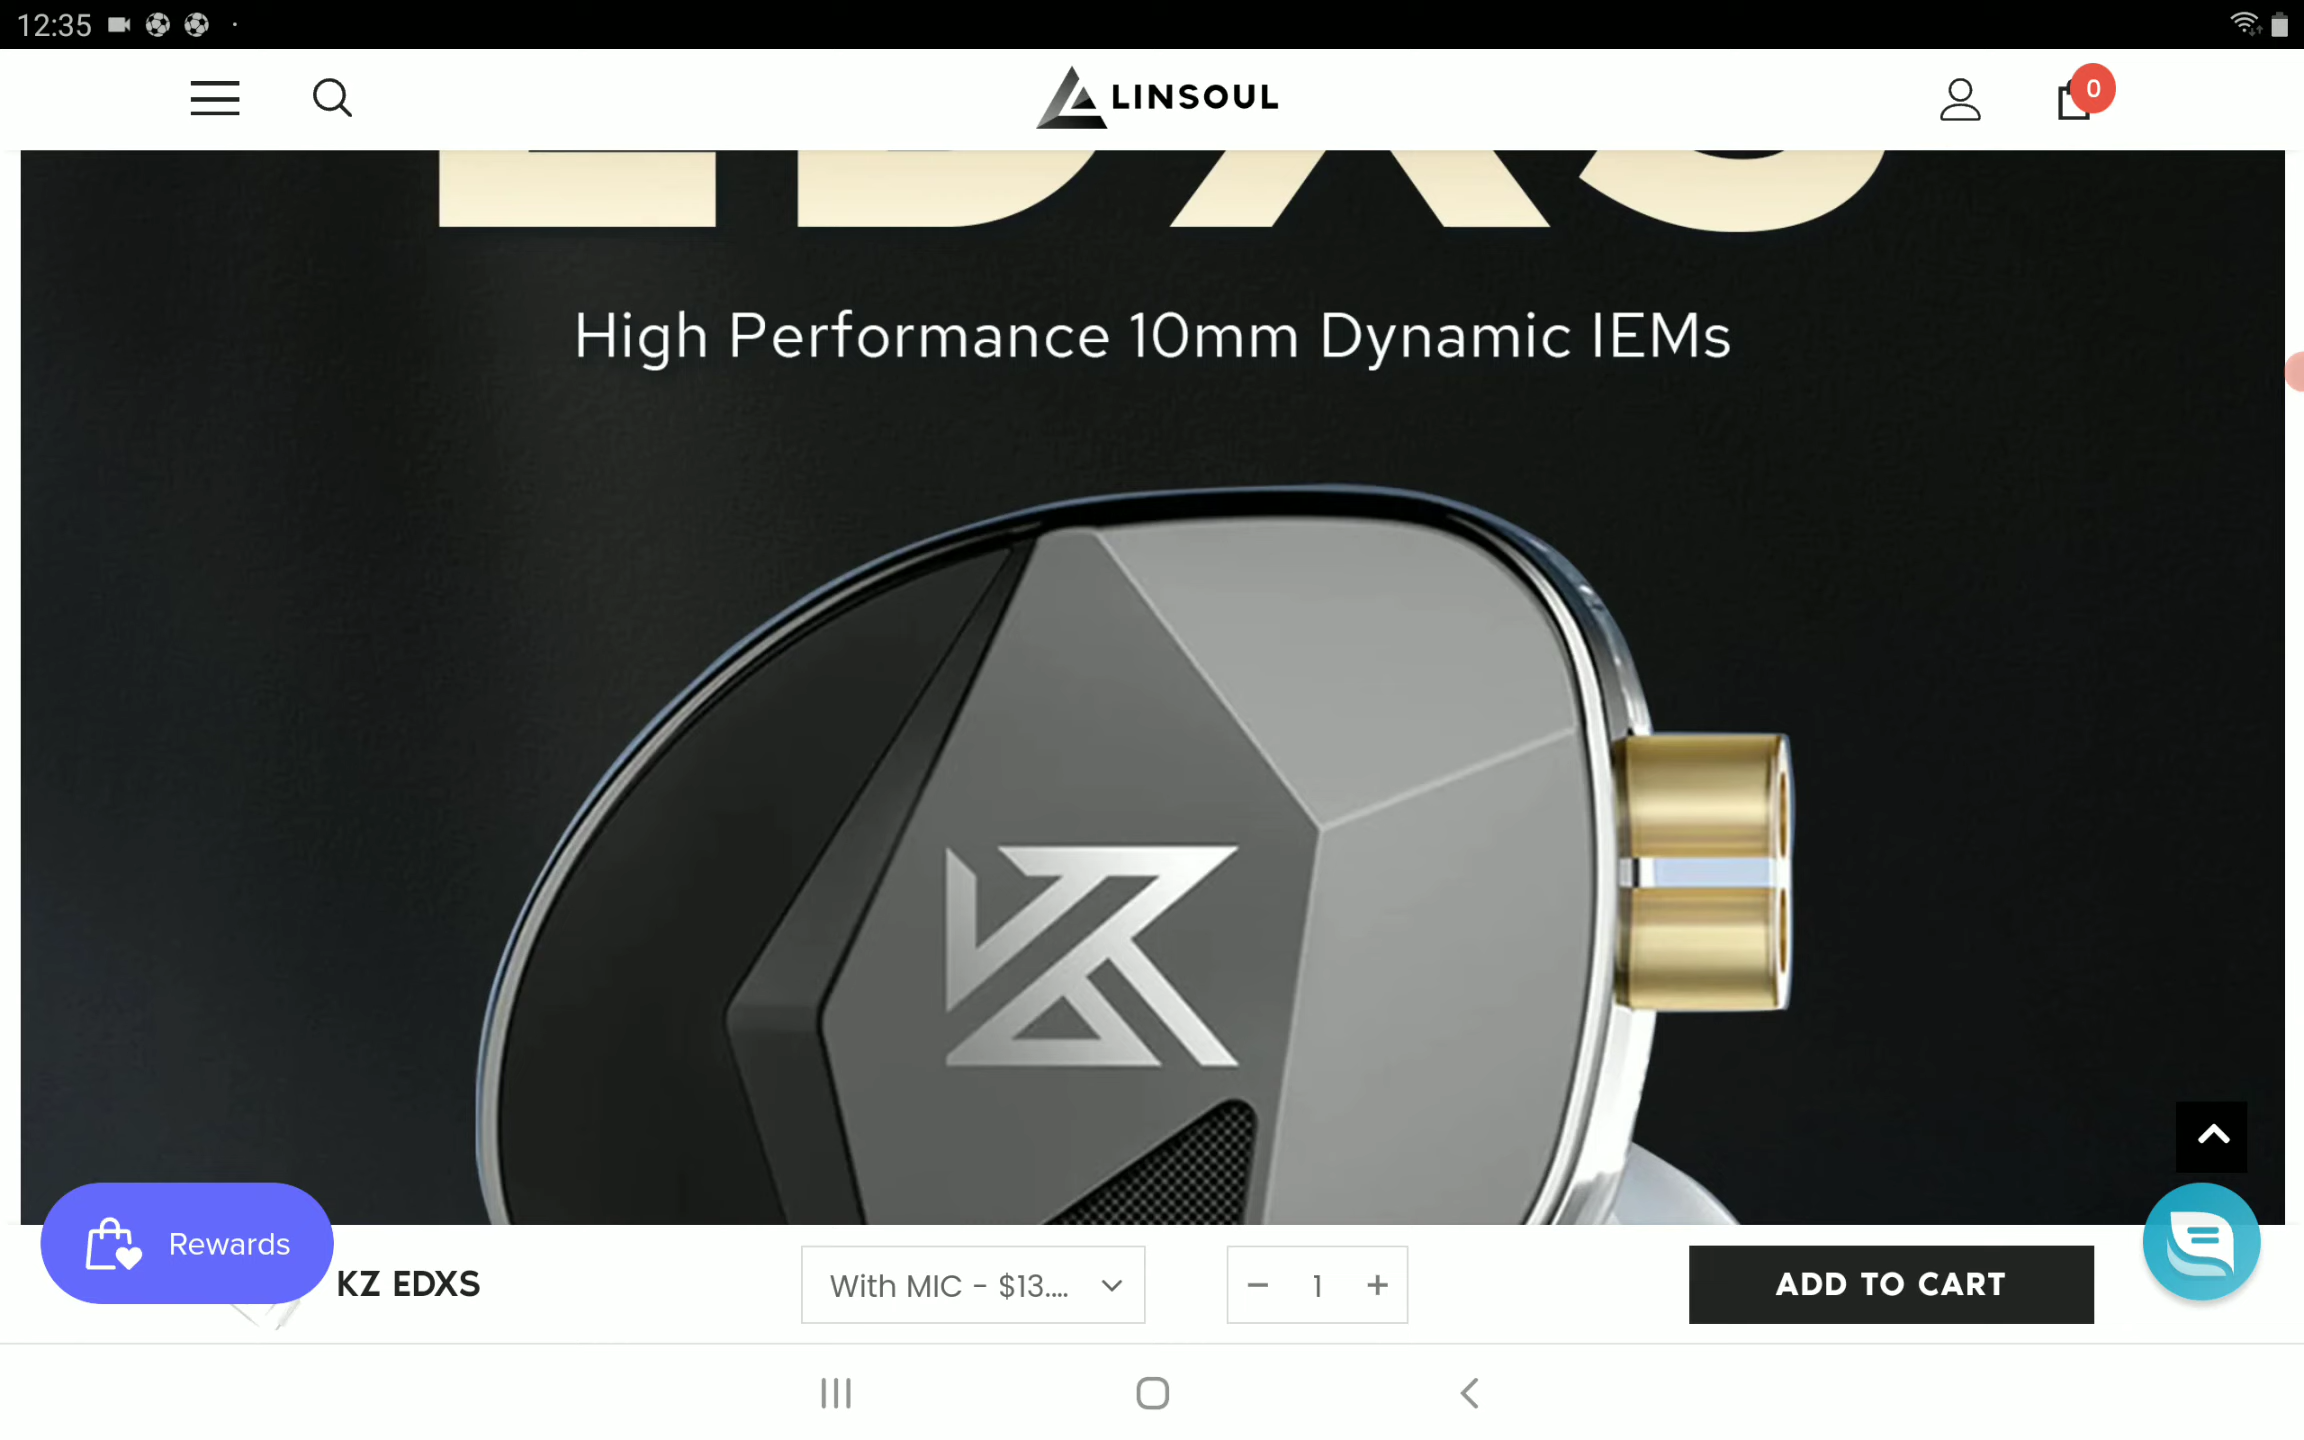 12:35
LINSOUL
0
EDXS
High Performance 10mm Dynamic IEMs
Rewards
KZ EDXS
With MIC - $13....
1
ADD TO CART